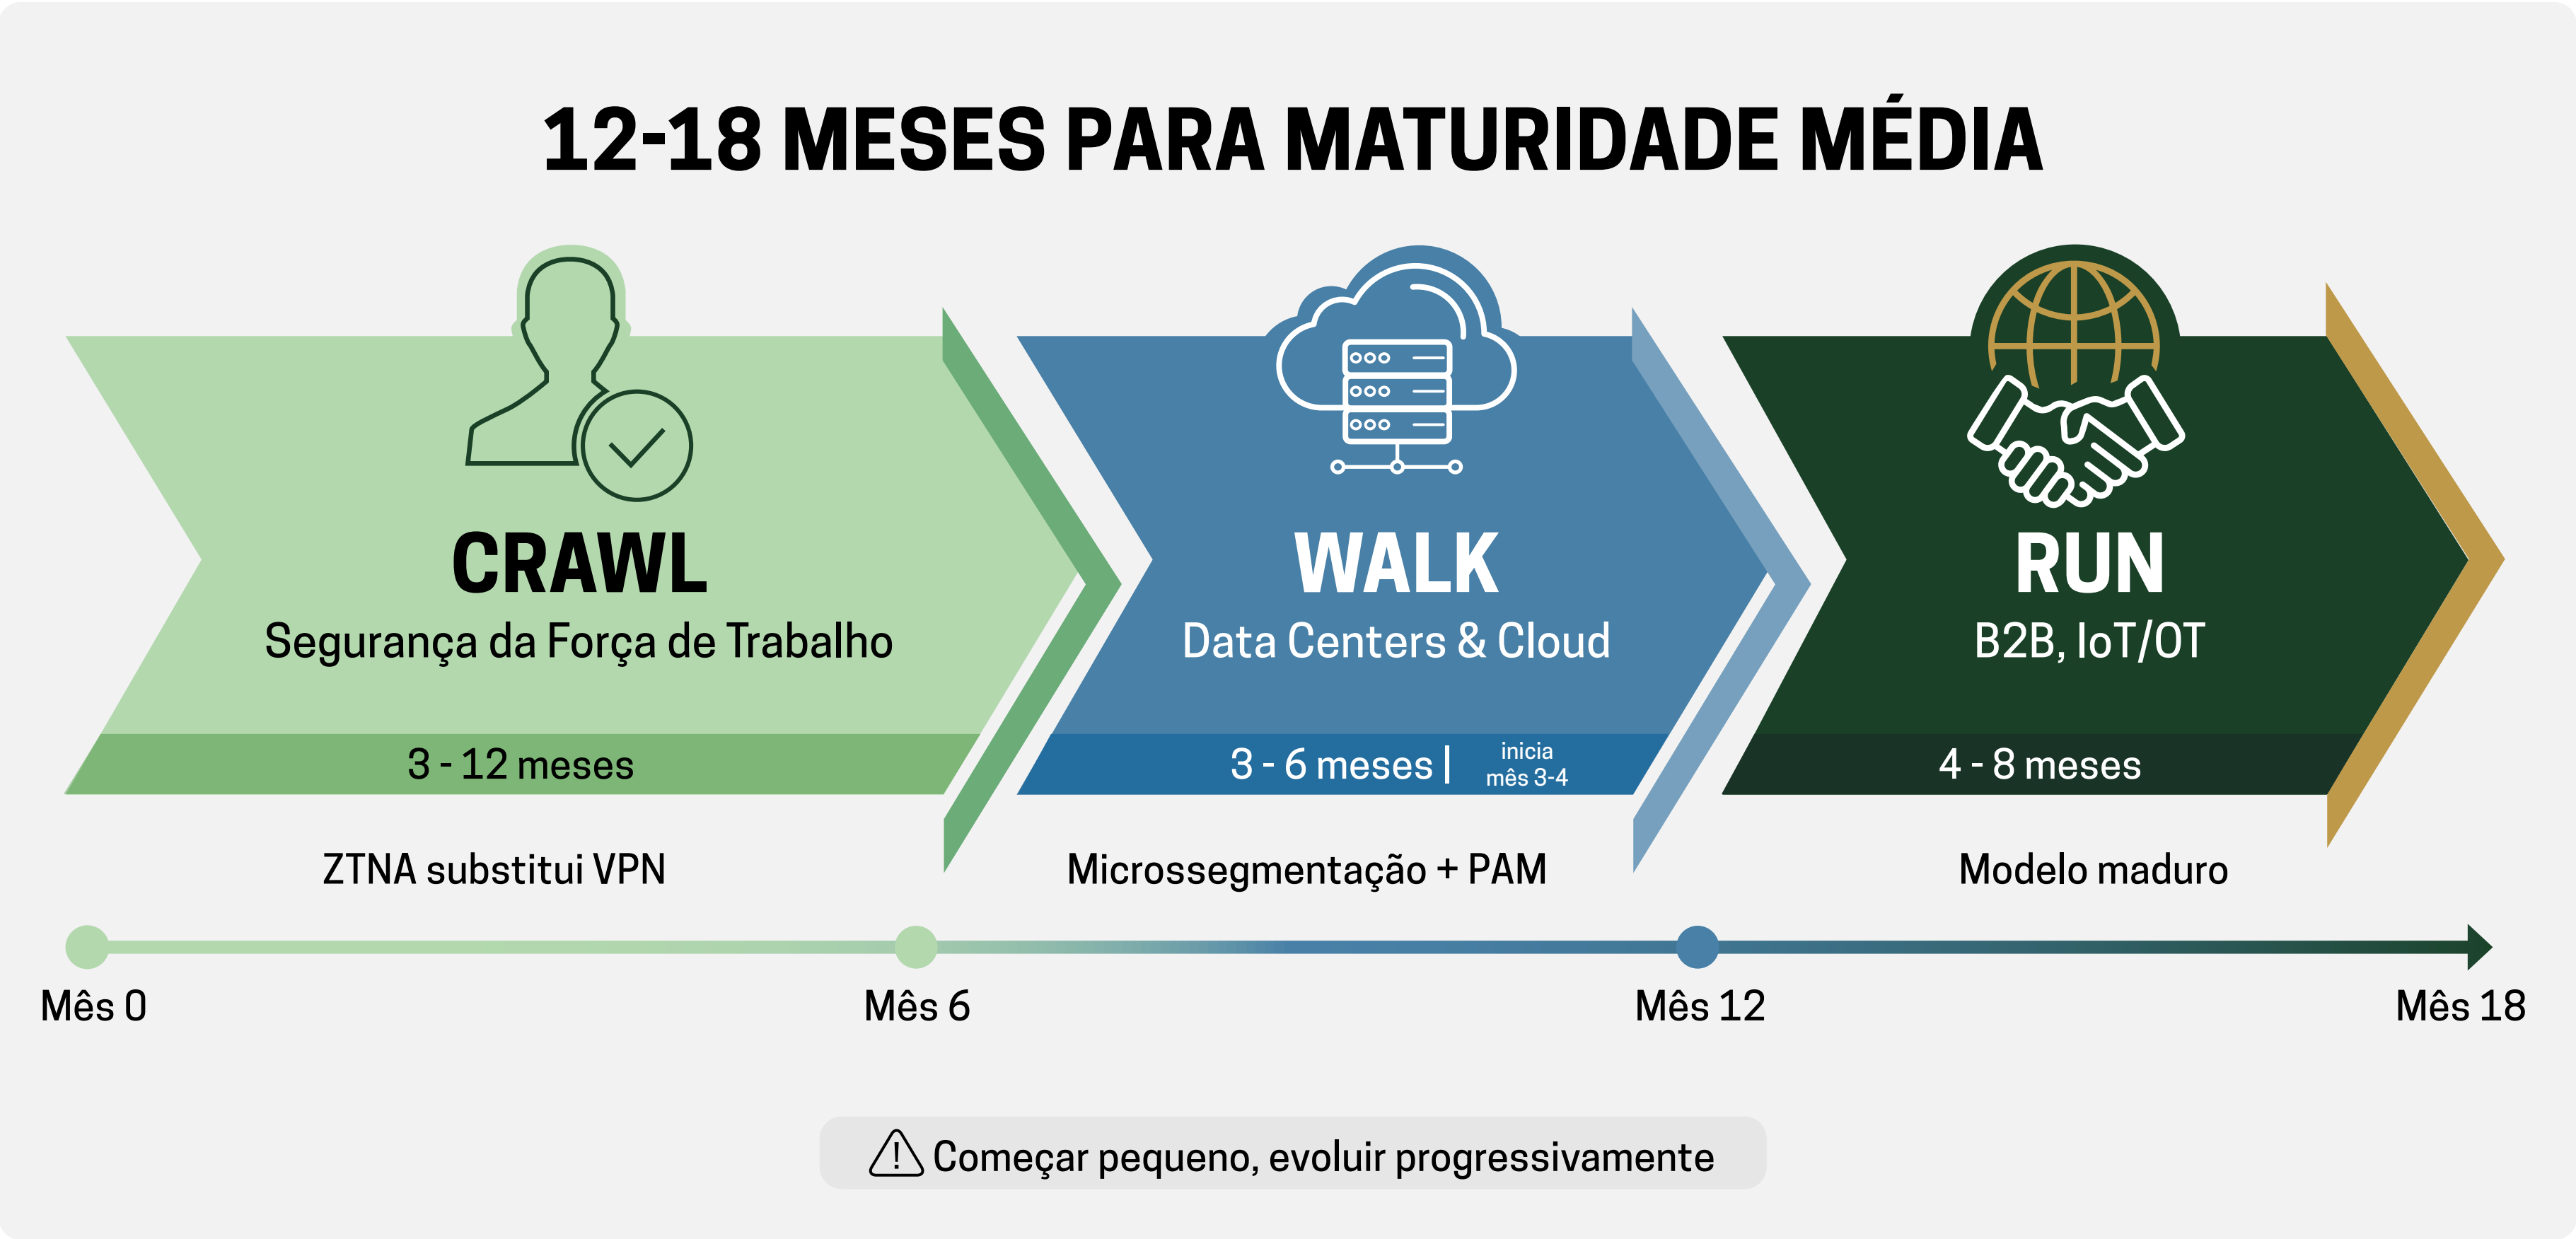 12-18 MESES PARA MATURIDADE MÉDIA
CRAWL
Segurança da Força de Trabalho
3 - 12 meses
ZTNA substitui VPN
WALK
Data Centers & Cloud
3 - 6 meses |
inicia
mês 3-4
Microssegmentação + PAM
RUN
B2B, IoT/OT
4 - 8 meses
Modelo maduro
Mês 0
Mês 6
Mês 12
Mês 18
Começar pequeno, evoluir progressivamente